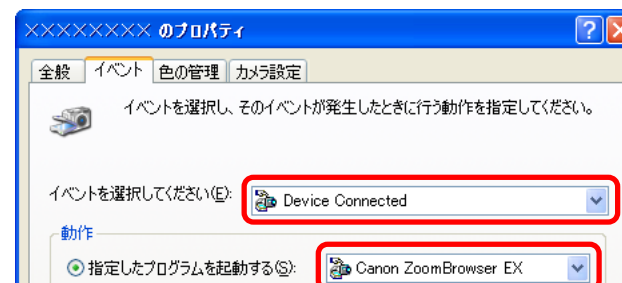 ×××××××× のプロパティ
全般 イベント 色の管理 カメラ設定
イベントを選択し、そのイベントが発生したときに行う動作を指定してください。
イベントを選択してください(E): Device Connected
動作
指定したプログラムを起動する(S): Canon ZoomBrowser EX